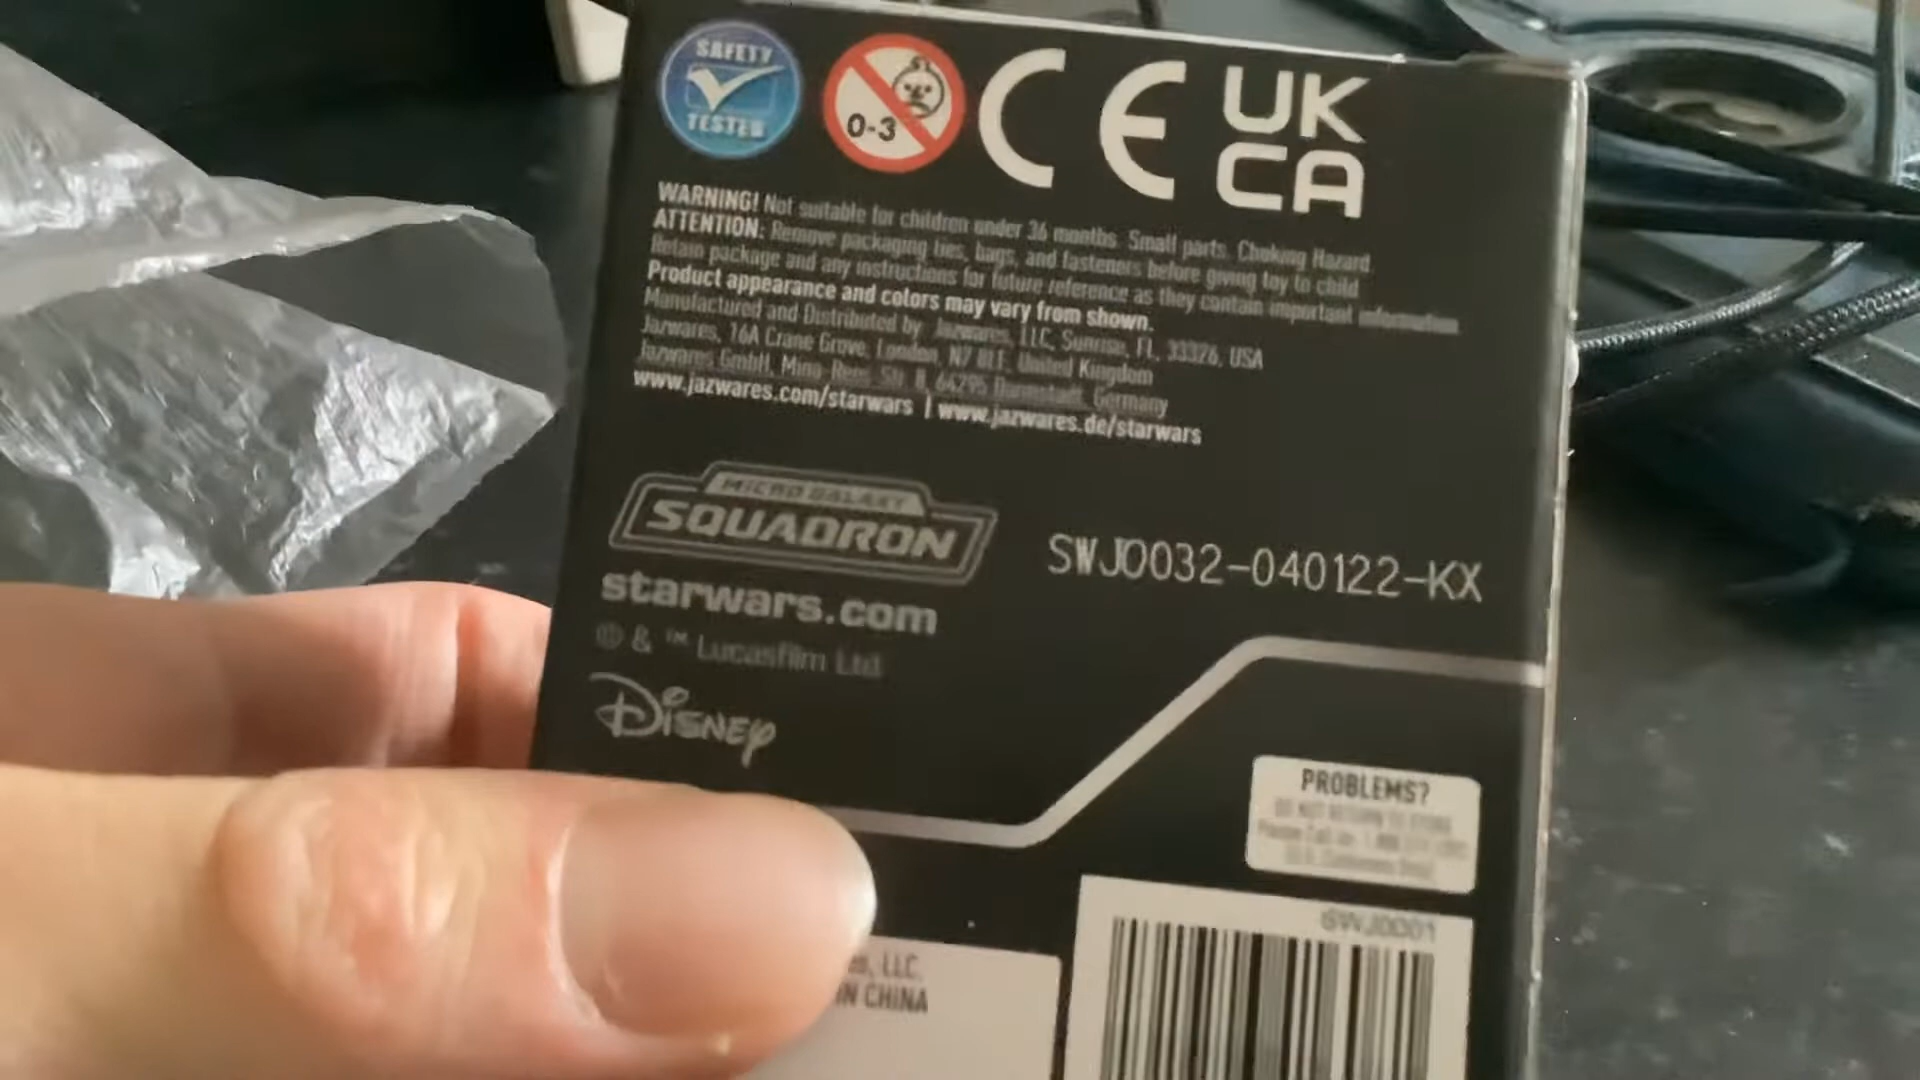 SAFETY
TESTED
0-3
CE
UK
CA
WARNING! Not suitable for children under 36 months. Small parts. Choking Hazard.
ATTENTION: Remove packaging ties, bags, and fasteners before giving toy to child
Retain package and any instructions for future reference as they contain important information
Product appearance and colors may vary from shown.
Manufactured and Distributed by Jazwares, LLC, Sunrise, FL, 33326, USA
Jazwares, 16A Crane Grove, London, N7 8LE, United Kingdom
Jazwares GmbH, 64295 Darmstadt, Germany
www.jazwares.com/starwars | www.jazwares.de/starwars
MICRO GALAXY
SQUADRON
SWJ0032-040122-KX
starwars.com
© & ™ Lucasfilm Ltd.
Disney
PROBLEMS?
DO NOT RETURN TO STORE
SWJ0001
LLC.
IN CHINA